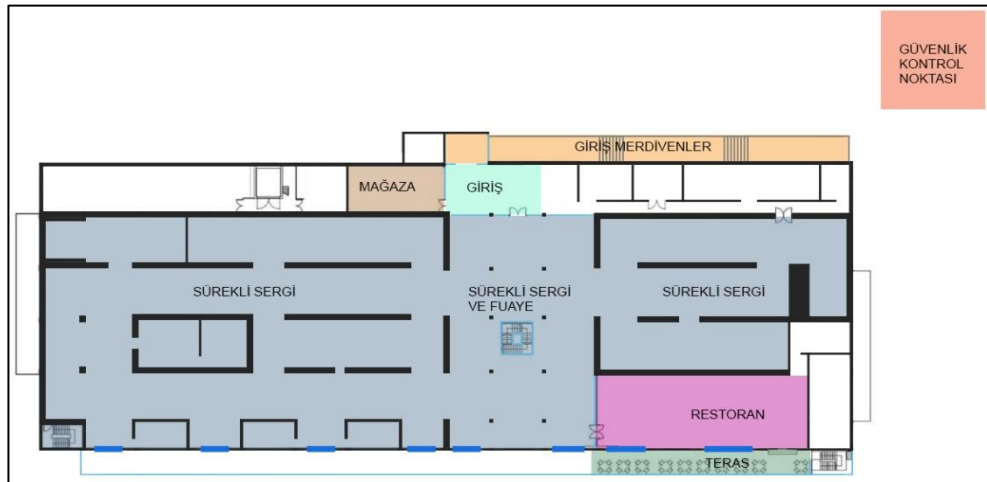 GÜVENLİK
KONTROL
NOKTASI
GİRİŞ MERDİVENLER
MAĞAZA
GİRİŞ
SÜREKLİ SERGİ
SÜREKLİ SERGİ
VE FUAYE
SÜREKLİ SERGİ
RESTORAN
TERAS